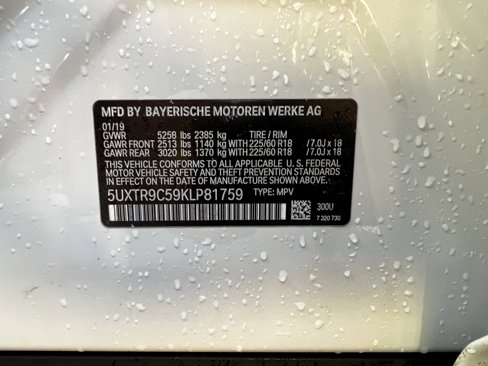 MFD BY BAYERISCHE MOTOREN WERKE AG
01/19
GVWR 5258 lbs 2385 kg TIRE / RIM
GAWR FRONT 2513 lbs 1140 kg WITH 225/60 R18 /7.0J x 18
GAWR REAR 3020 lbs 1370 kg WITH 225/60 R18 /7.0J x 18
THIS VEHICLE CONFORMS TO ALL APPLICABLE U. S. FEDERAL
MOTOR VEHICLE SAFETY AND THEFT PREVENTION STANDARDS IN
EFFECT ON THE DATE OF MANUFACTURE SHOWN ABOVE.
5UXTR9C59KLP81759 TYPE: MPV
300U
7 320 730